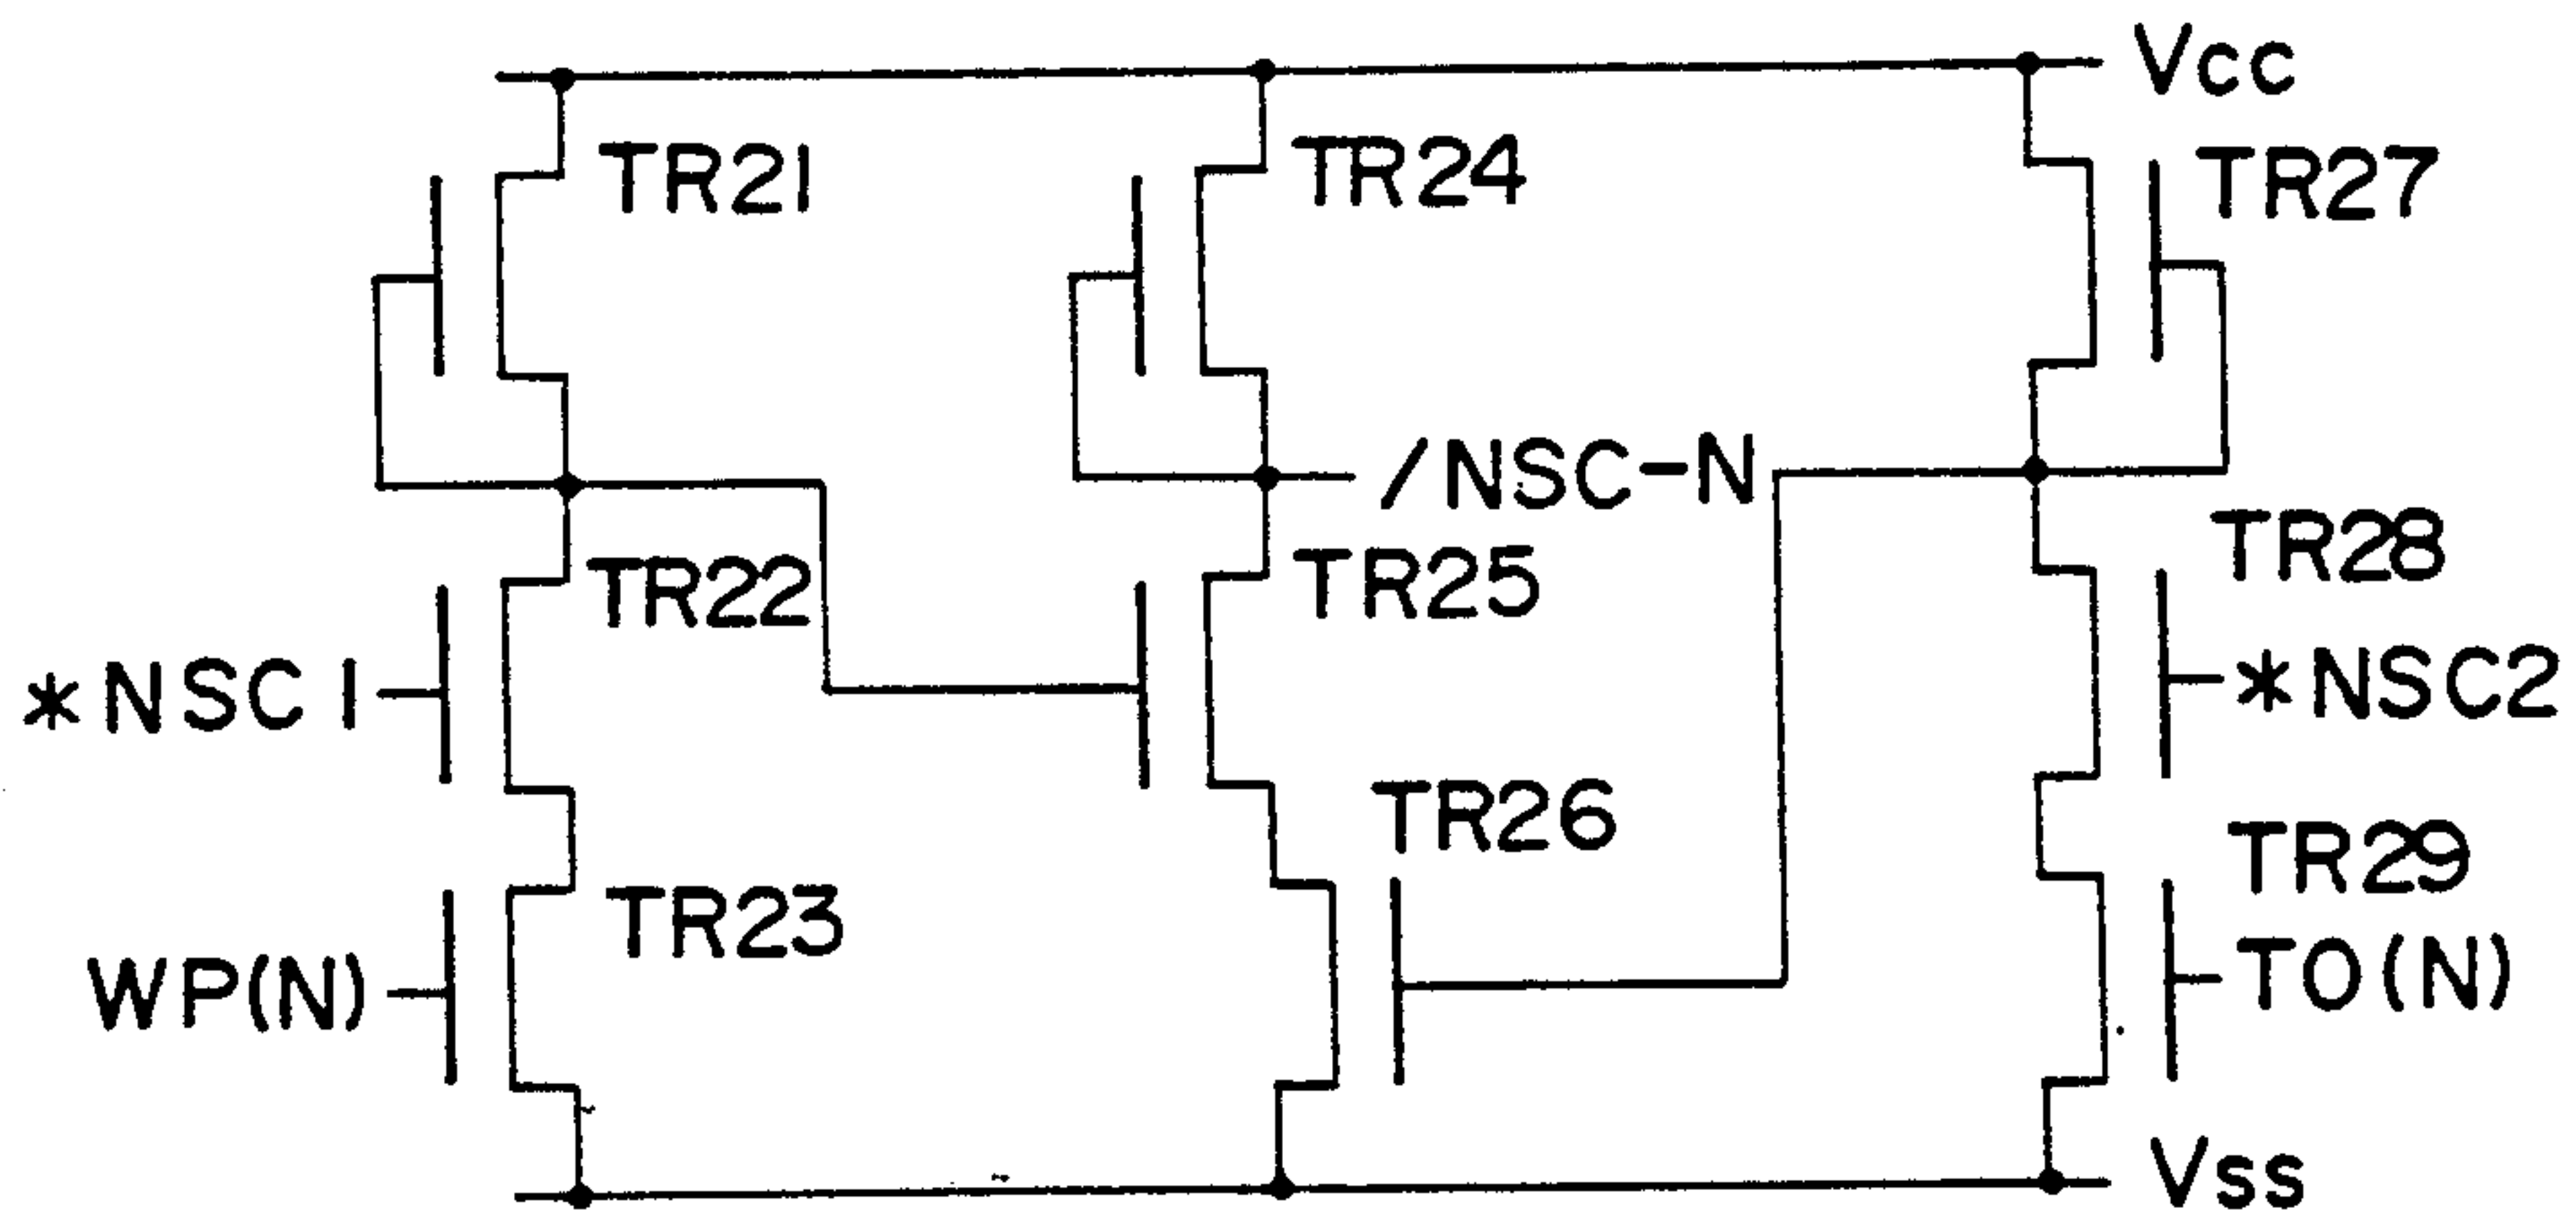 Vcc
TR21
TR24
TR27
/NSC-N
TR22
TR25
TR28
*NSC1
*NSC2
TR26
TR23
TR29
WP(N)
TO(N)
Vss